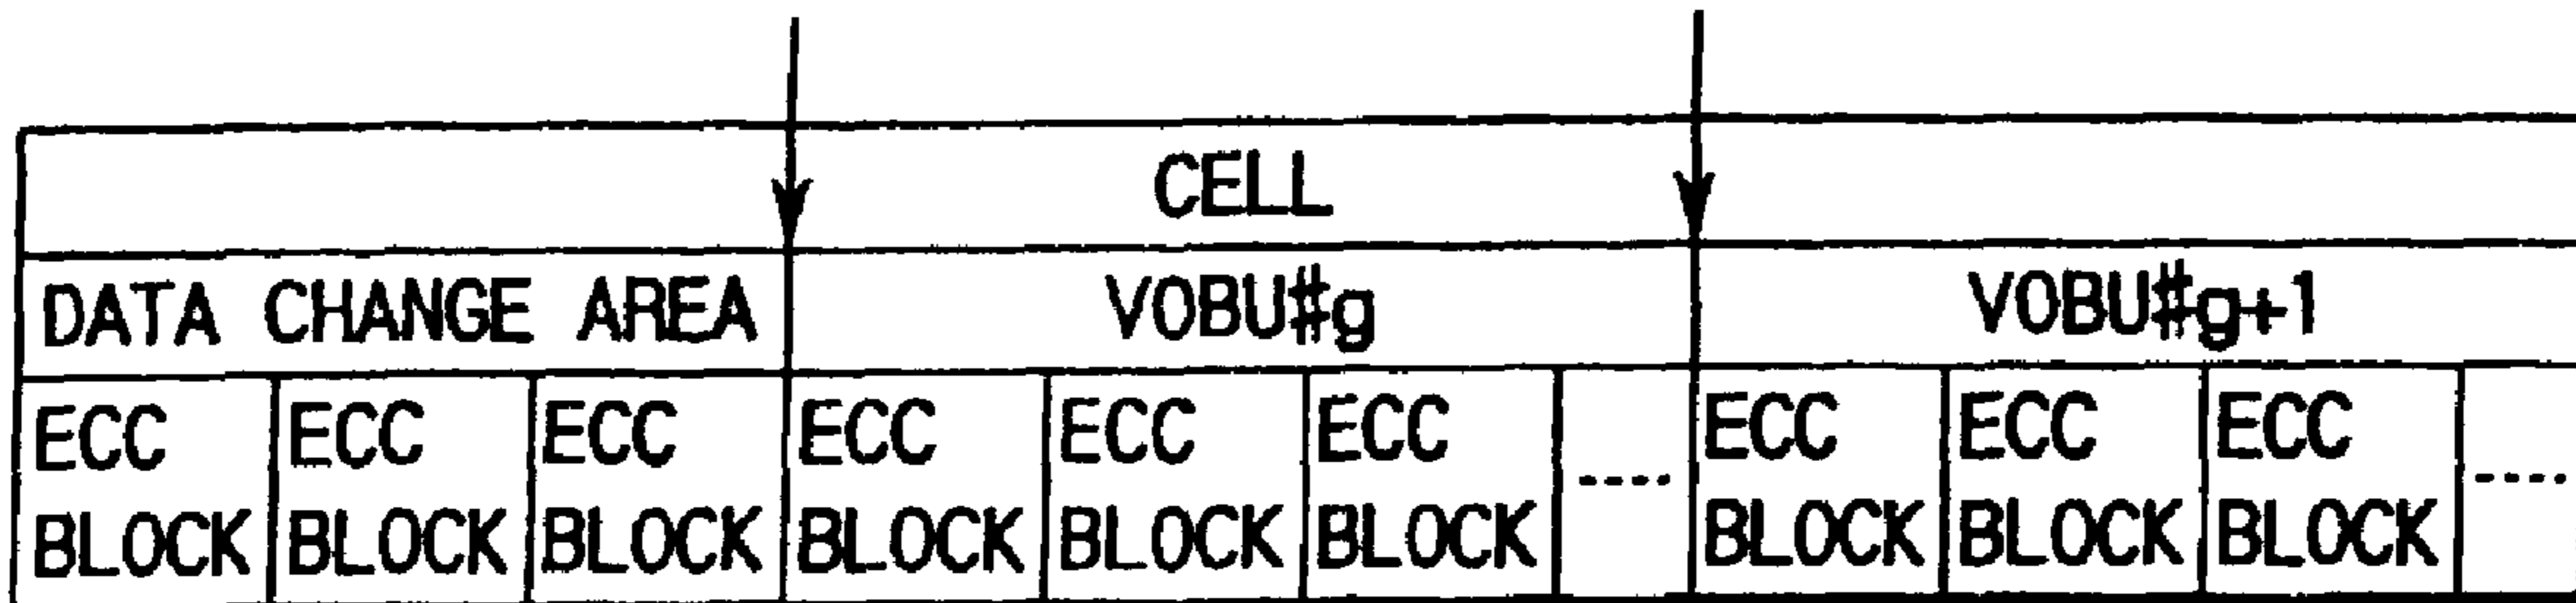 CELL
DATA CHANGE AREA VOBU#g VOBU#g+1
ECC ECC ECC ECC ECC ECC ECC ECC ECC
BLOCK BLOCK BLOCK BLOCK BLOCK BLOCK ---- BLOCK BLOCK BLOCK ----